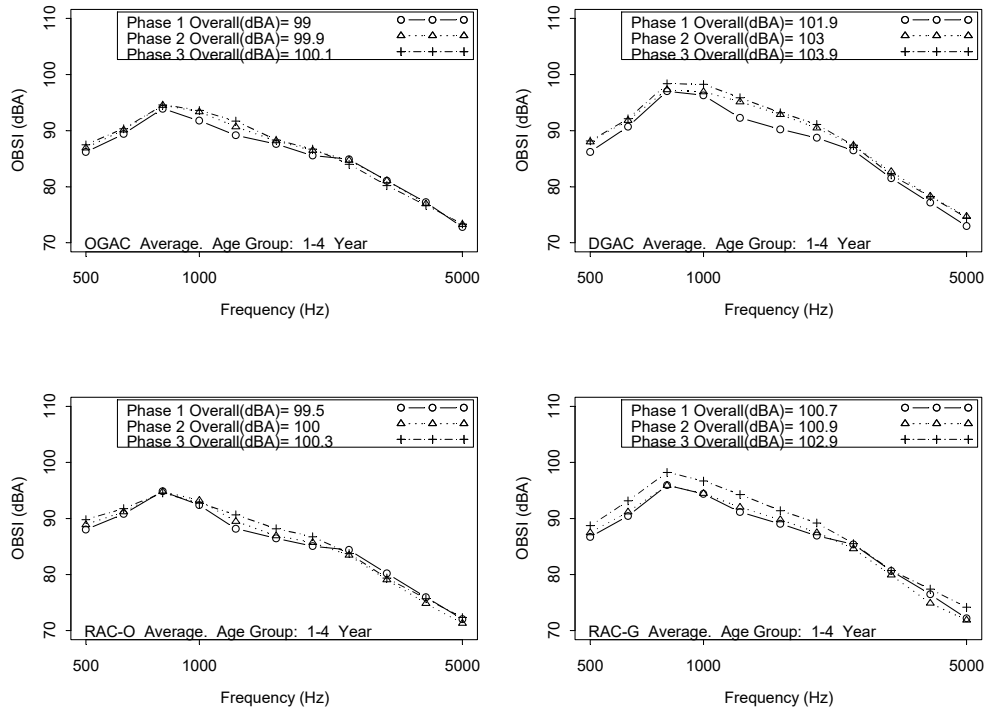 Phase 1 Overall(dBA)= 99
Phase 2 Overall(dBA)= 99.9
Phase 3 Overall(dBA)= 100.1
110
100
90
80
70
OBSI (dBA)
OGAC Average. Age Group: 1-4 Year
500 1000 5000
Frequency (Hz)
Phase 1 Overall(dBA)= 101.9
Phase 2 Overall(dBA)= 103
Phase 3 Overall(dBA)= 103.9
110
100
90
80
70
OBSI (dBA)
DGAC Average. Age Group: 1-4 Year
500 1000 5000
Frequency (Hz)
Phase 1 Overall(dBA)= 99.5
Phase 2 Overall(dBA)= 100
Phase 3 Overall(dBA)= 100.3
110
100
90
80
70
OBSI (dBA)
RAC-O Average. Age Group: 1-4 Year
500 1000 5000
Frequency (Hz)
Phase 1 Overall(dBA)= 100.7
Phase 2 Overall(dBA)= 100.9
Phase 3 Overall(dBA)= 102.9
110
100
90
80
70
OBSI (dBA)
RAC-G Average. Age Group: 1-4 Year
500 1000 5000
Frequency (Hz)